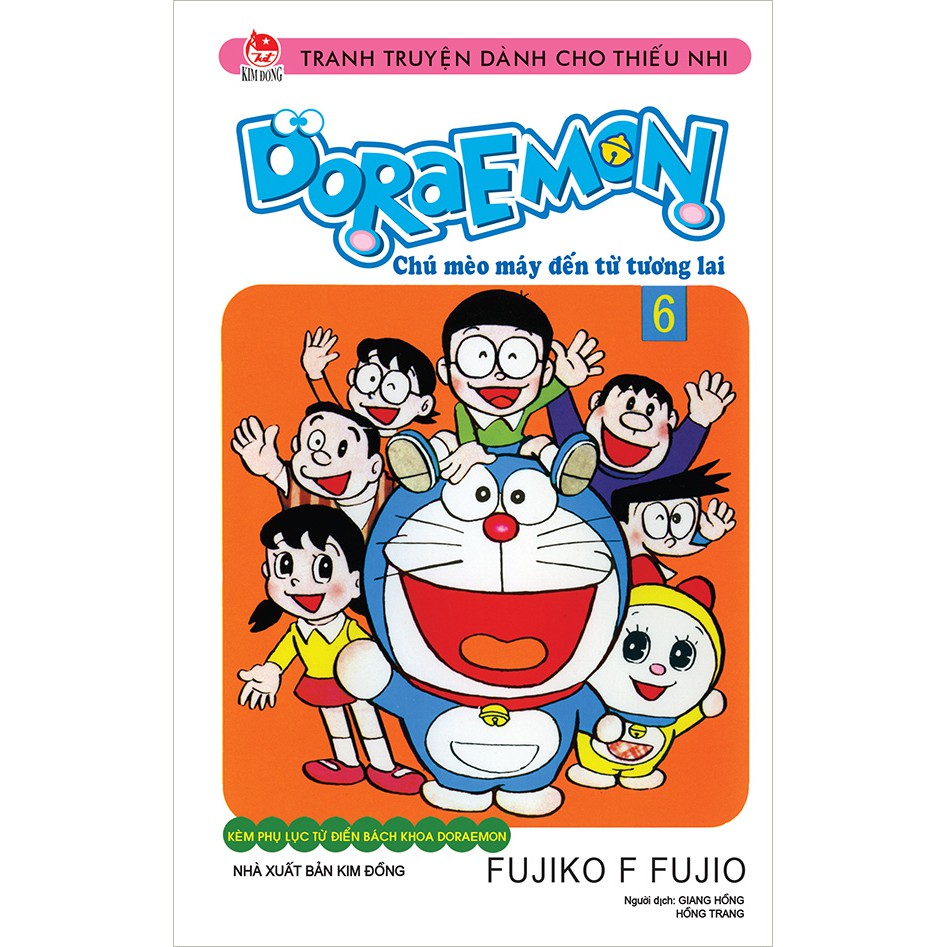 KIM ĐỒNG
TRANH TRUYỆN DÀNH CHO THIẾU NHI
DORAEMON
Chú mèo máy đến từ tương lai
6
KÈM PHỤ LỤC TỪ ĐIỂN BÁCH KHOA DORAEMON
NHÀ XUẤT BẢN KIM ĐỒNG
FUJIKO F FUJIO
Người dịch: GIANG HỒNG
HỒNG TRANG